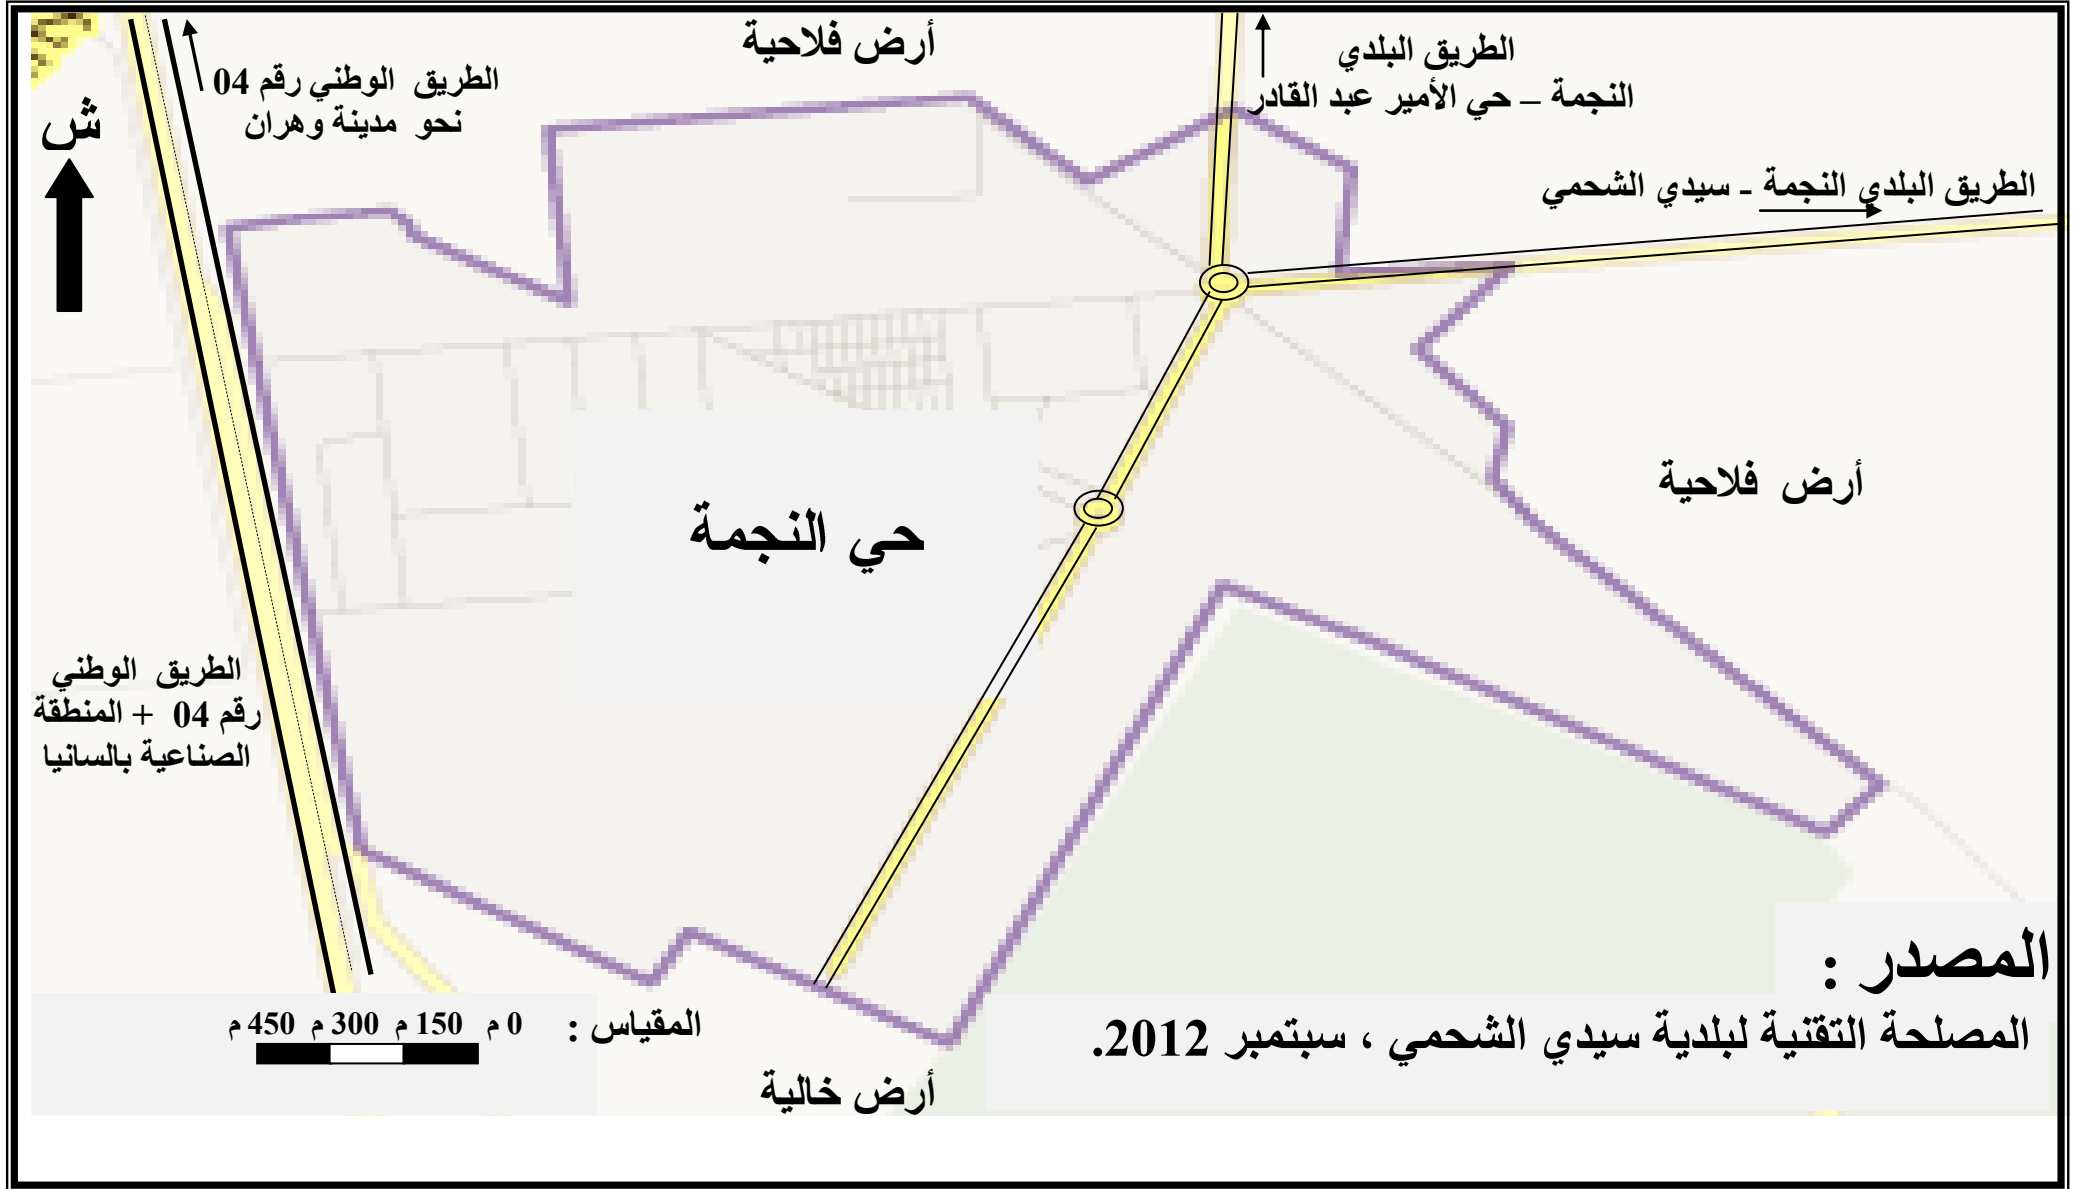 أرض فلاحية
الطريق البلدي
النجمة – حي الأمير عبد القادر
الطريق الوطني رقم 04
نحو مدينة وهران
ش
الطريق البلدي النجمة - سيدي الشحمي
أرض فلاحية
حي النجمة
الطريق الوطني
رقم 04 + المنطقة
الصناعية بالسانيا
المصدر :
المصلحة التقنية لبلدية سيدي الشحمي ، سبتمبر 2012.
المقياس : 0 م 150 م 300 م 450 م
أرض خالية